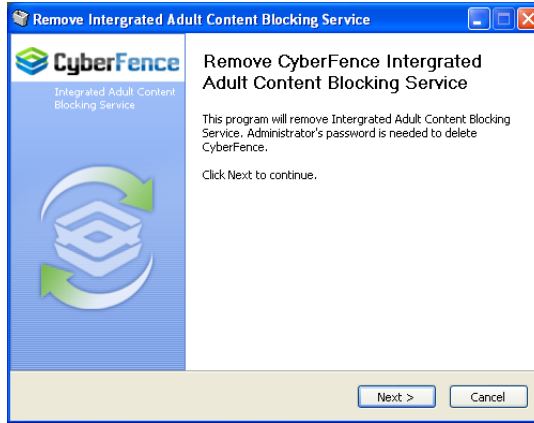 Remove Intergrated Adult Content Blocking Service
CyberFence
Integrated Adult Content
Blocking Service
Remove CyberFence Intergrated
Adult Content Blocking Service
This program will remove Intergrated Adult Content Blocking
Service. Administrator's password is needed to delete
CyberFence.
Click Next to continue.
Next >
Cancel